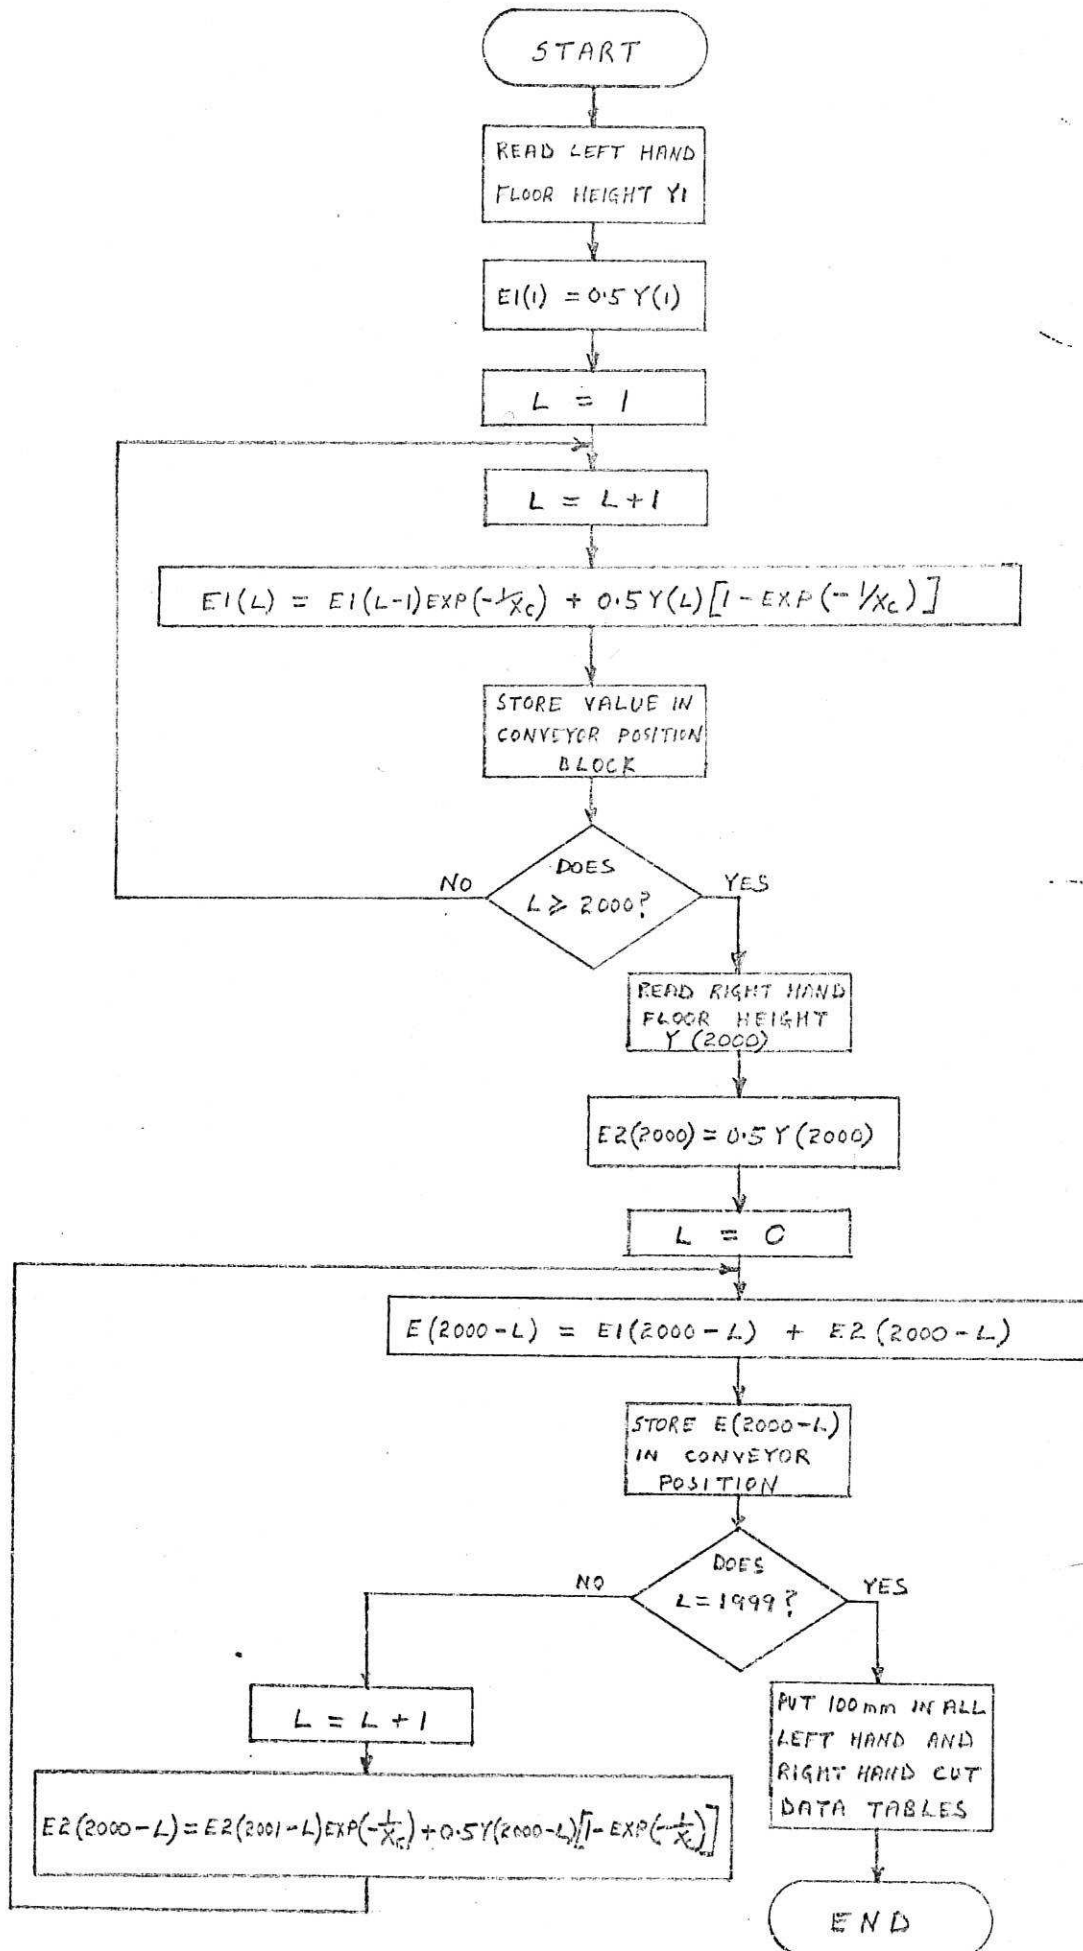 START
READ LEFT HAND
FLOOR HEIGHT Y1
E1(1) = 0.5 Y(1)
L = 1
L = L+1
E1(L) = E1(L-1) EXP(-1/Xc) + 0.5 Y(L) [1 - EXP(-1/Xc)]
STORE VALUE IN
CONVEYOR POSITION
BLOCK
DOES
L ≥ 2000?
NO
YES
READ RIGHT HAND
FLOOR HEIGHT
Y (2000)
E2(2000) = 0.5 Y (2000)
L = 0
E (2000-L) = E1(2000-L) + E2 (2000-L)
STORE E(2000-L)
IN CONVEYOR
POSITION
DOES
L = 1999?
NO
YES
L = L + 1
E2(2000-L) = E2(2001-L) EXP(-1/Xc) + 0.5 Y(2000-L) [1 - EXP(-1/Xc)]
PUT 100mm IN ALL
LEFT HAND AND
RIGHT HAND CUT
DATA TABLES
END